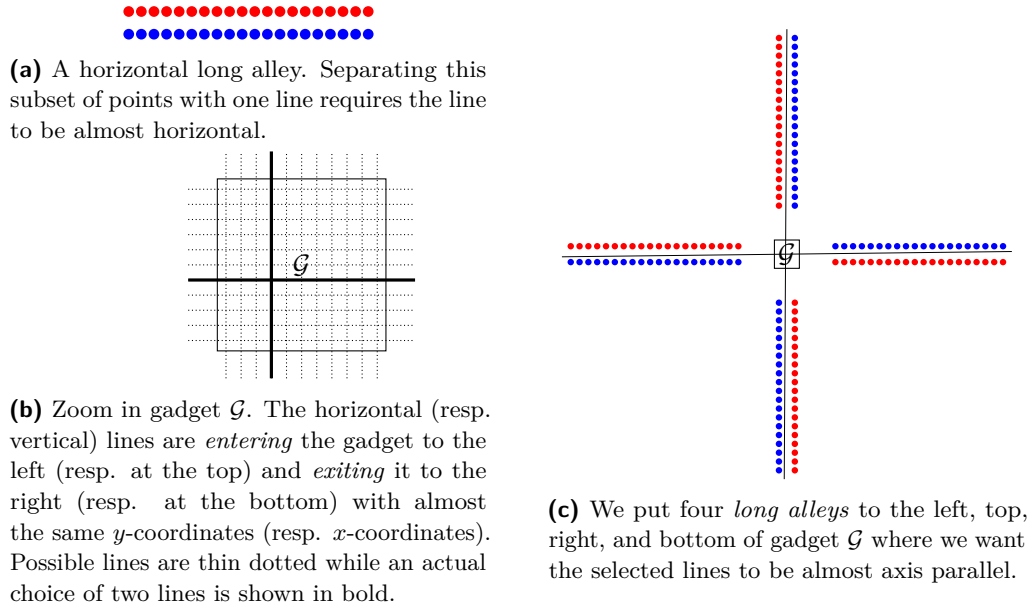 (a) A horizontal long alley. Separating this
subset of points with one line requires the line
to be almost horizontal.
𝒢
(b) Zoom in gadget 𝒢. The horizontal (resp.
vertical) lines are entering the gadget to the
left (resp. at the top) and exiting it to the
right (resp. at the bottom) with almost
the same y-coordinates (resp. x-coordinates).
Possible lines are thin dotted while an actual
choice of two lines is shown in bold.
𝒢
(c) We put four long alleys to the left, top,
right, and bottom of gadget 𝒢 where we want
the selected lines to be almost axis parallel.